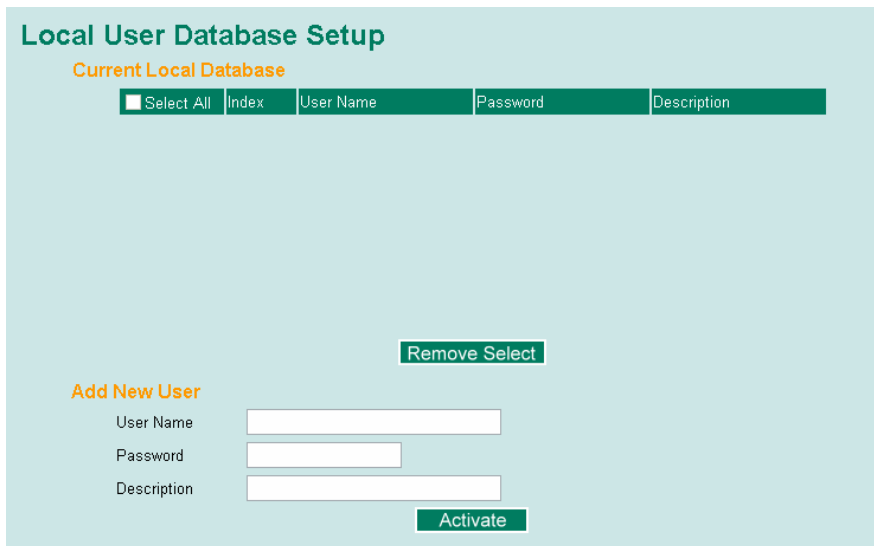 Local User Database Setup
Current Local Database
Select All Index User Name Password Description
Remove Select
Add New User
User Name
Password
Description
Activate